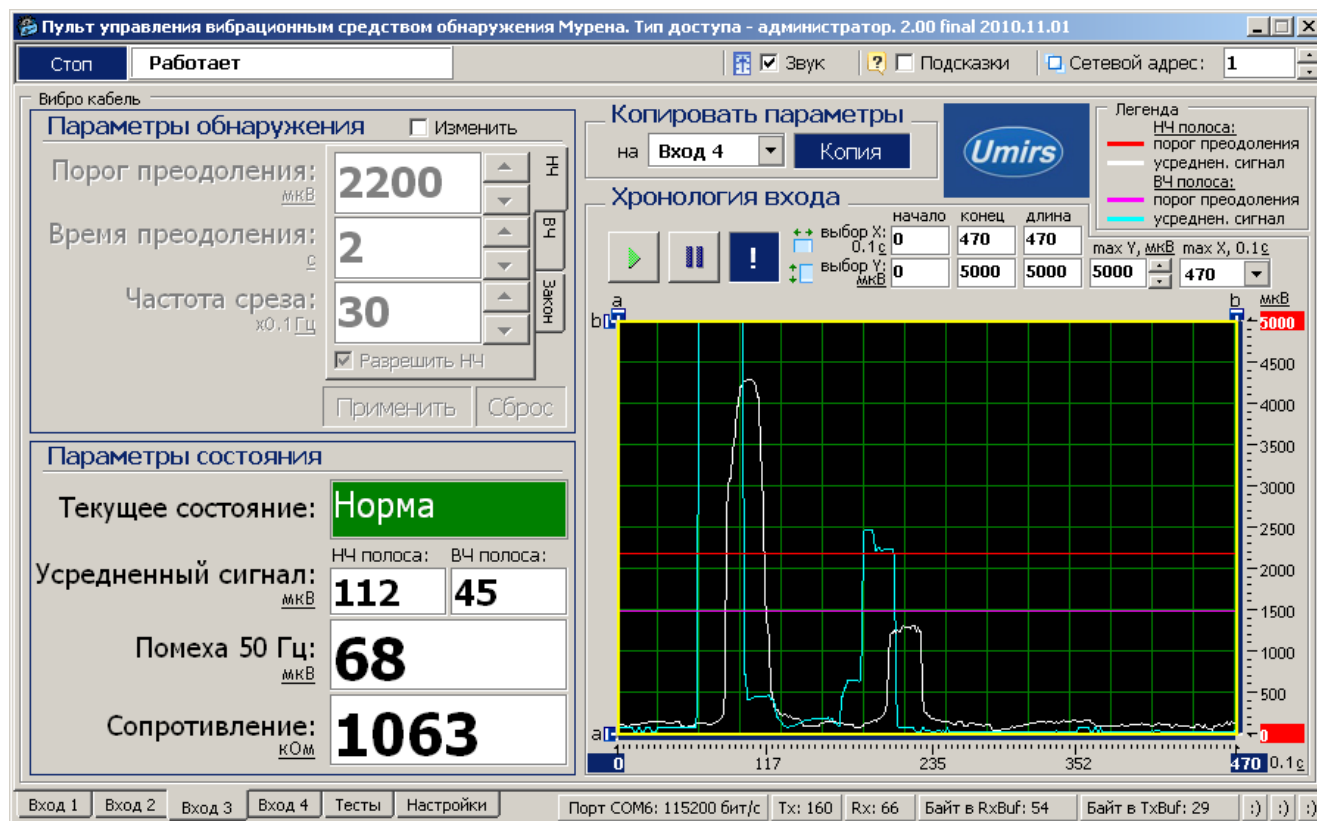 Пульт управления вибрационным средством обнаружения Мурена. Тип доступа - администратор. 2.00 final 2010.11.01
Стоп Работает Звук Подсказки Сетевой адрес: 1
Вибро кабель
Параметры обнаружения Изменить
Порог преодоления: 2200
мкВ
Время преодоления: 2
с
Частота среза: 30
x0.1 Гц
НЧ
ВЧ
Закон
Разрешить НЧ
Применить Сброс
Параметры состояния
Текущее состояние: Норма
НЧ полоса: ВЧ полоса:
Усредненный сигнал: 112 45
мкВ
Помеха 50 Гц: 68
мкВ
Сопротивление: 1063
кОм
Копировать параметры
на Вход 4 Копия
Umirs
Легенда
НЧ полоса:
порог преодоления
усреднен. сигнал
ВЧ полоса:
порог преодоления
усреднен. сигнал
Хронология входа
начало конец длина
выбор X: 0 470 470
0.1с
выбор Y: 0 5000 5000
мкВ
max Y, мкВ max X, 0.1с
5000 470
a b мкВ
b 5000
4500
4000
3500
3000
2500
2000
1500
1000
500
a 0
0 117 235 352 470 0.1с
Вход 1 Вход 2 Вход 3 Вход 4 Тесты Настройки
Порт COM6: 115200 бит/с Tx: 160 Rx: 66 Байт в RxBuf: 54 Байт в TxBuf: 29 :) :) :)